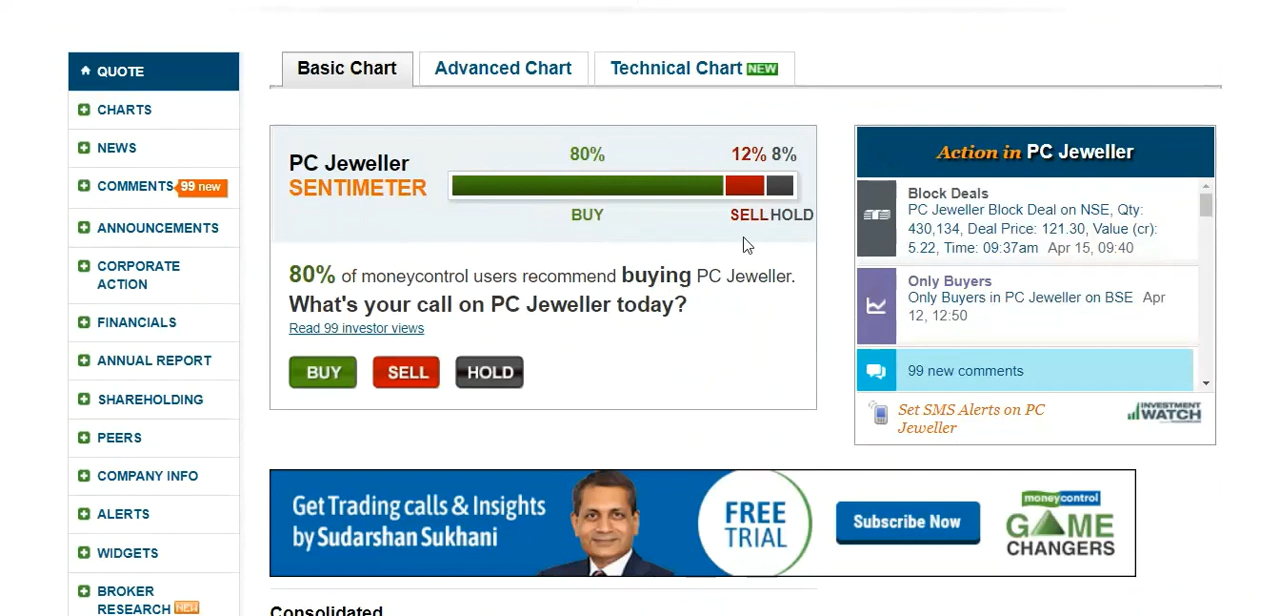 QUOTE
CHARTS
NEWS
COMMENTS 99 new
ANNOUNCEMENTS
CORPORATE
ACTION
FINANCIALS
ANNUAL REPORT
SHAREHOLDING
PEERS
COMPANY INFO
ALERTS
WIDGETS
BROKER
RESEARCH NEW
Basic Chart
Advanced Chart
Technical Chart NEW
PC Jeweller
SENTIMETER
80% 12% 8%
BUY SELL HOLD
80% of moneycontrol users recommend buying PC Jeweller.
What's your call on PC Jeweller today?
Read 99 investor views
BUY SELL HOLD
Action in PC Jeweller
Block Deals
PC Jeweller Block Deal on NSE, Qty:
430,134, Deal Price: 121.30, Value (cr):
5.22, Time: 09:37am Apr 15, 09:40
Only Buyers
Only Buyers in PC Jeweller on BSE Apr
12, 12:50
99 new comments
Set SMS Alerts on PC
Jeweller
INVESTMENT
WATCH
Get Trading calls & Insights
by Sudarshan Sukhani
FREE
TRIAL
Subscribe Now
moneycontrol
GAME
CHANGERS
Consolidated